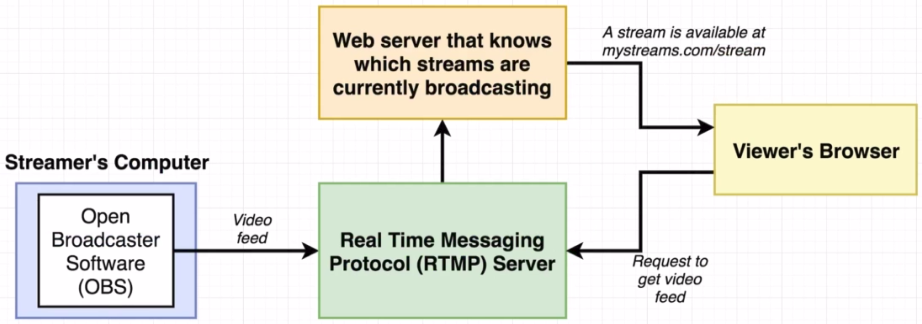 Web server that knows
which streams are
currently broadcasting
A stream is available at
mystreams.com/stream
Viewer's Browser
Streamer's Computer
Open
Broadcaster
Software
(OBS)
Video
feed
Real Time Messaging
Protocol (RTMP) Server
Request to
get video
feed